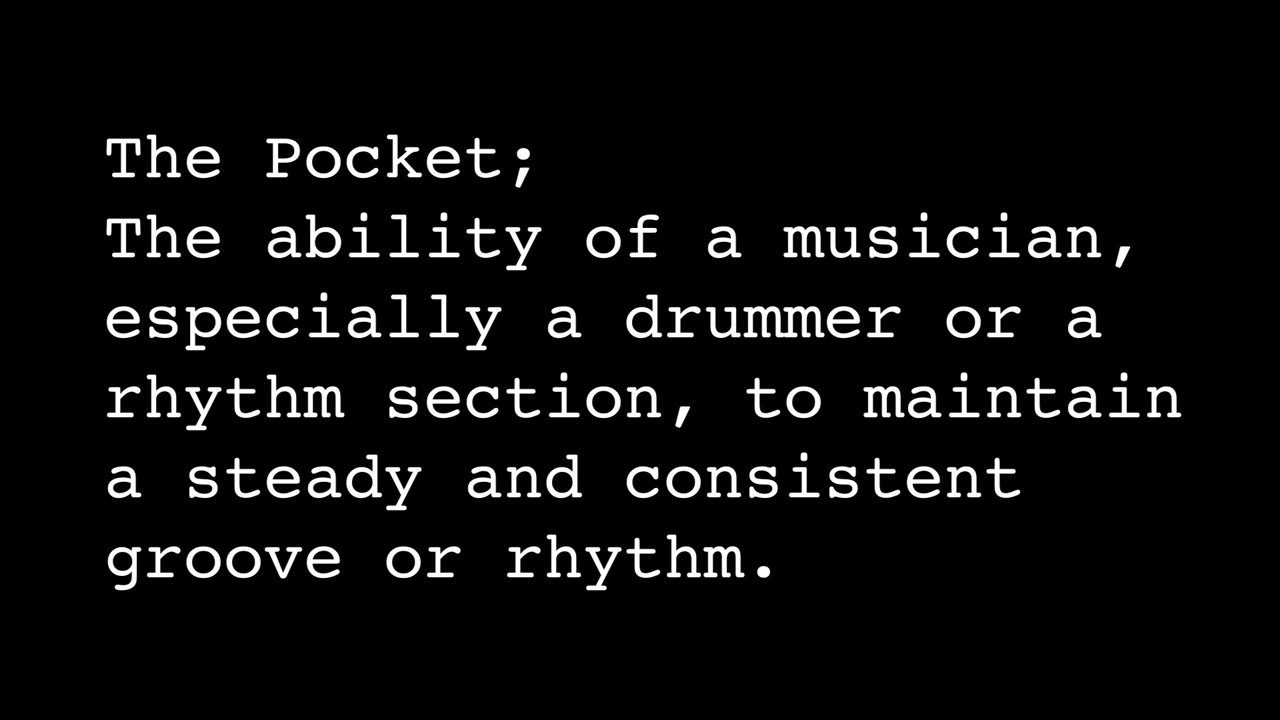 The Pocket;
The ability of a musician,
especially a drummer or a
rhythm section, to maintain
a steady and consistent
groove or rhythm.